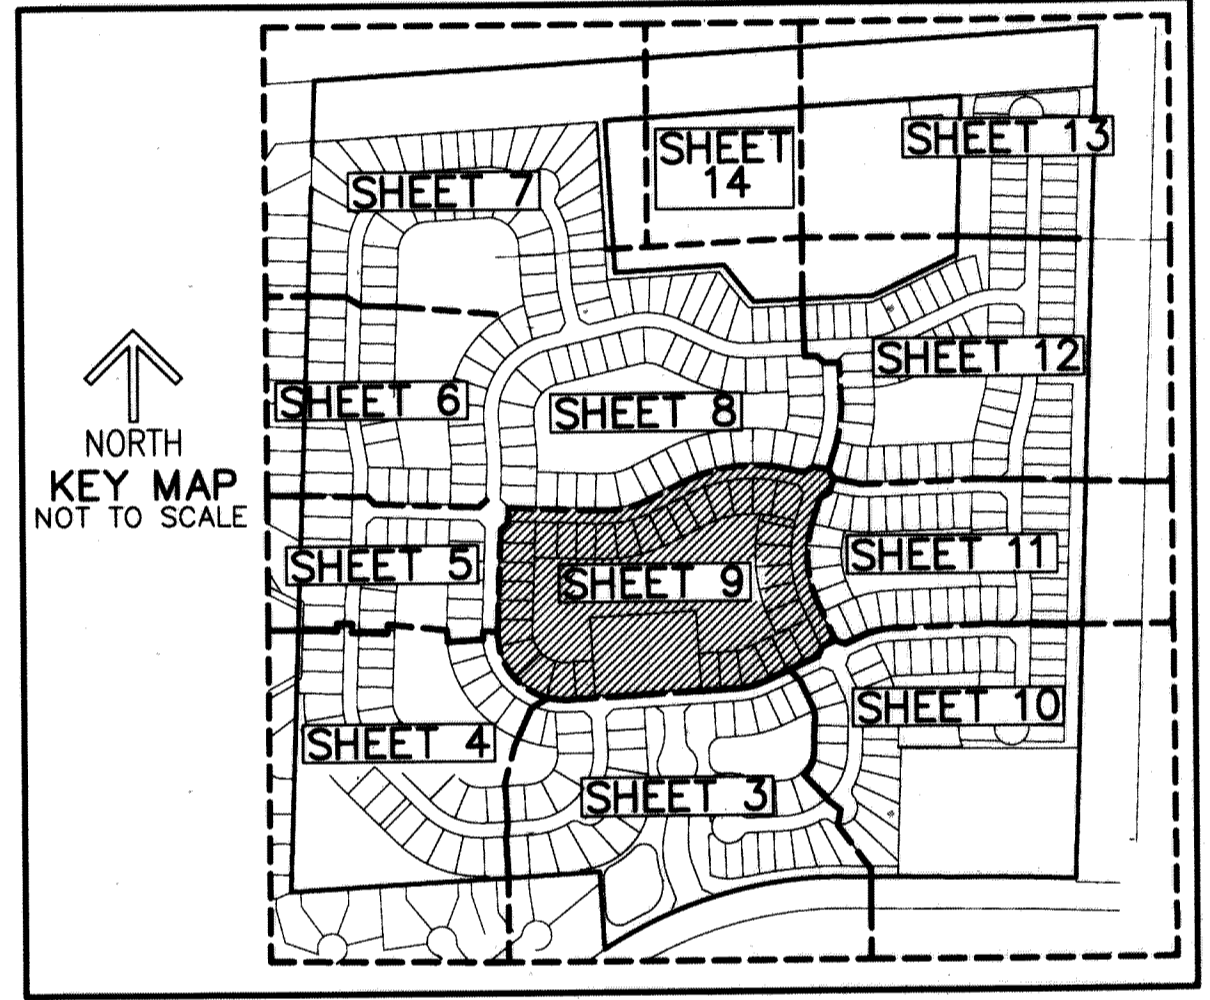 SHEET 13
SHEET
14
SHEET 7
SHEET 12
SHEET 6
SHEET 8
NORTH
KEY MAP
NOT TO SCALE
SHEET 11
SHEET 5
SHEET 9
SHEET 10
SHEET 4
SHEET 3